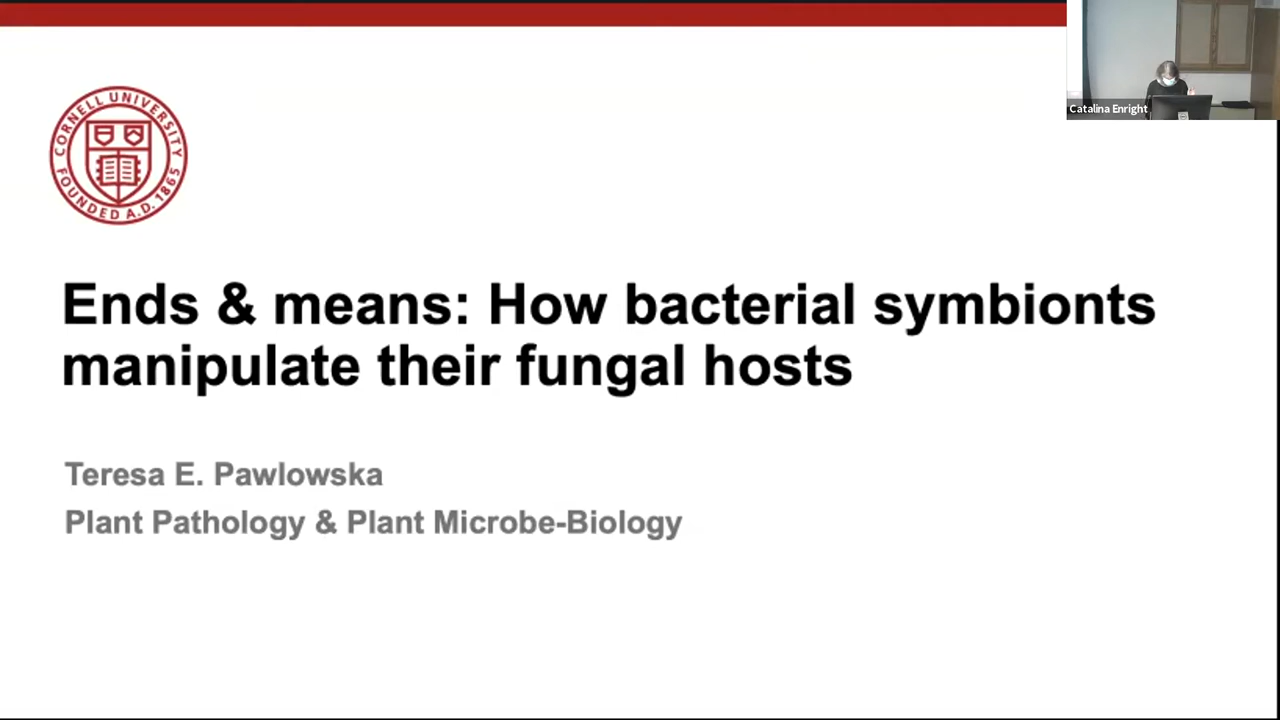 CORNELL UNIVERSITY
FOUNDED A.D. 1865
Catalina Enright
Ends & means: How bacterial symbionts
manipulate their fungal hosts
Teresa E. Pawlowska
Plant Pathology & Plant Microbe-Biology